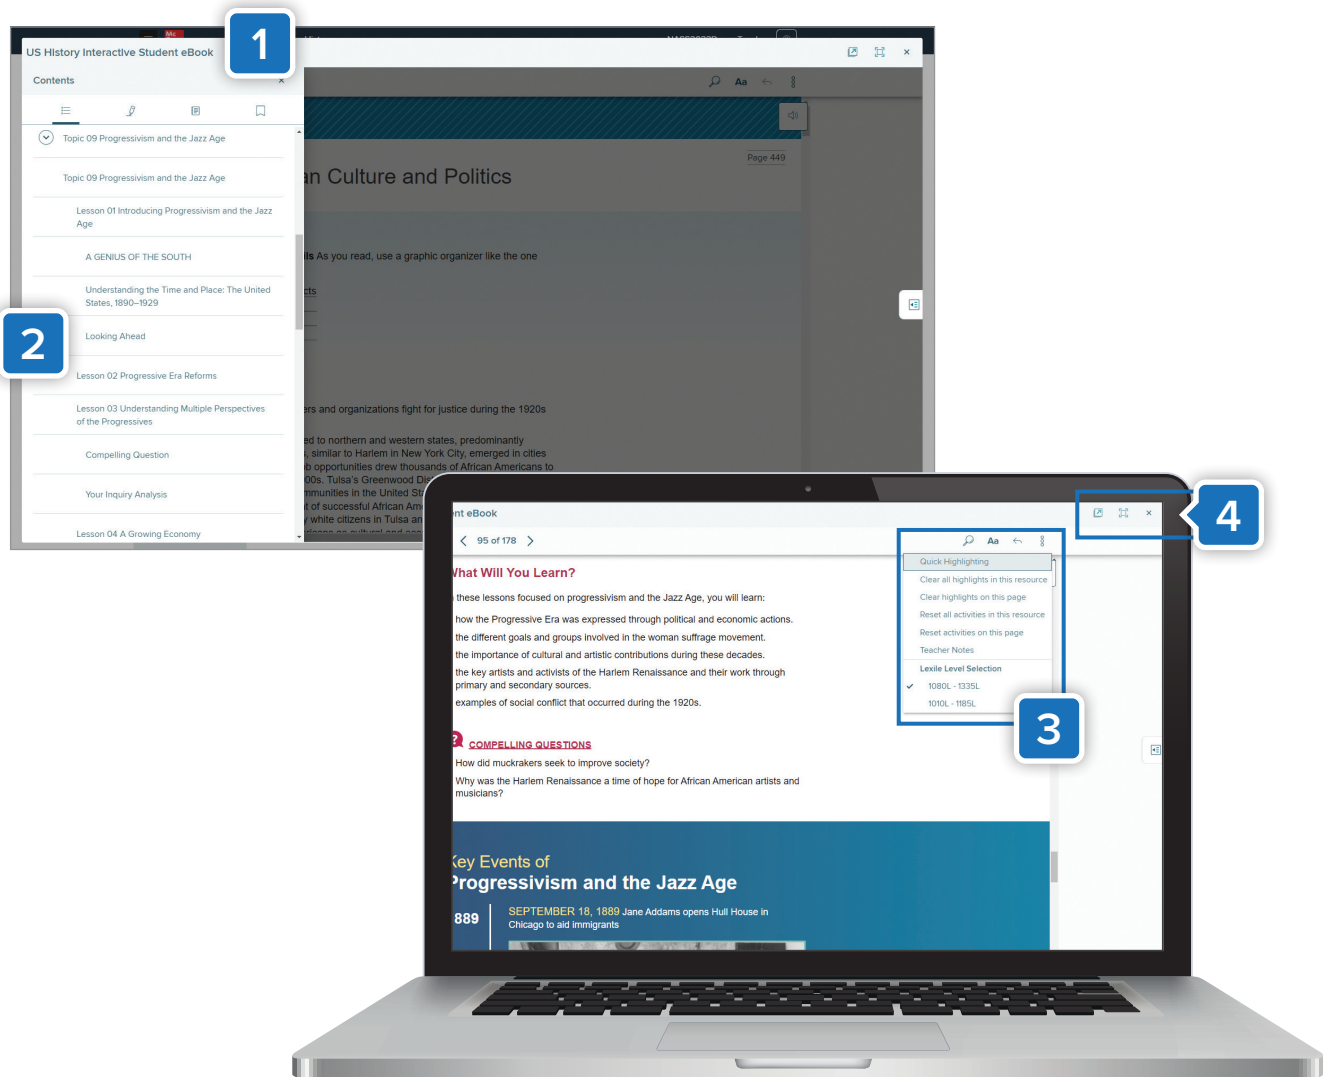 1
Mc
US History Interactive Student eBook
Contents
Aa
Topic 09 Progressivism and the Jazz Age
Page 449
an Culture and Politics
Topic 09 Progressivism and the Jazz Age
Lesson 01 Introducing Progressivism and the Jazz
Age
A GENIUS OF THE SOUTH
ls As you read, use a graphic organizer like the one
Understanding the Time and Place: The United
States, 1890–1929
cts
2
Looking Ahead
Lesson 02 Progressive Era Reforms
Lesson 03 Understanding Multiple Perspectives
of the Progressives
ers and organizations fight for justice during the 1920s
ed to northern and western states, predominantly
s, similar to Harlem in New York City, emerged in cities
b opportunities drew thousands of African Americans to
00s. Tulsa's Greenwood Dis
mmunities in the United Sta
t of successful African Am
y white citizens in Tulsa an
Compelling Question
Your Inquiry Analysis
Lesson 04 A Growing Economy
ent eBook
4
95 of 178
Aa
Quick Highlighting
Clear all highlights in this resource
Clear highlights on this page
Reset all activities in this resource
Reset activities on this page
Teacher Notes
Lexile Level Selection
1080L - 1335L
1010L - 1185L
3
What Will You Learn?
n these lessons focused on progressivism and the Jazz Age, you will learn:
how the Progressive Era was expressed through political and economic actions.
the different goals and groups involved in the woman suffrage movement.
the importance of cultural and artistic contributions during these decades.
the key artists and activists of the Harlem Renaissance and their work through
primary and secondary sources.
examples of social conflict that occurred during the 1920s.
? COMPELLING QUESTIONS
How did muckrakers seek to improve society?
Why was the Harlem Renaissance a time of hope for African American artists and
musicians?
Key Events of
Progressivism and the Jazz Age
889
SEPTEMBER 18, 1889 Jane Addams opens Hull House in
Chicago to aid immigrants